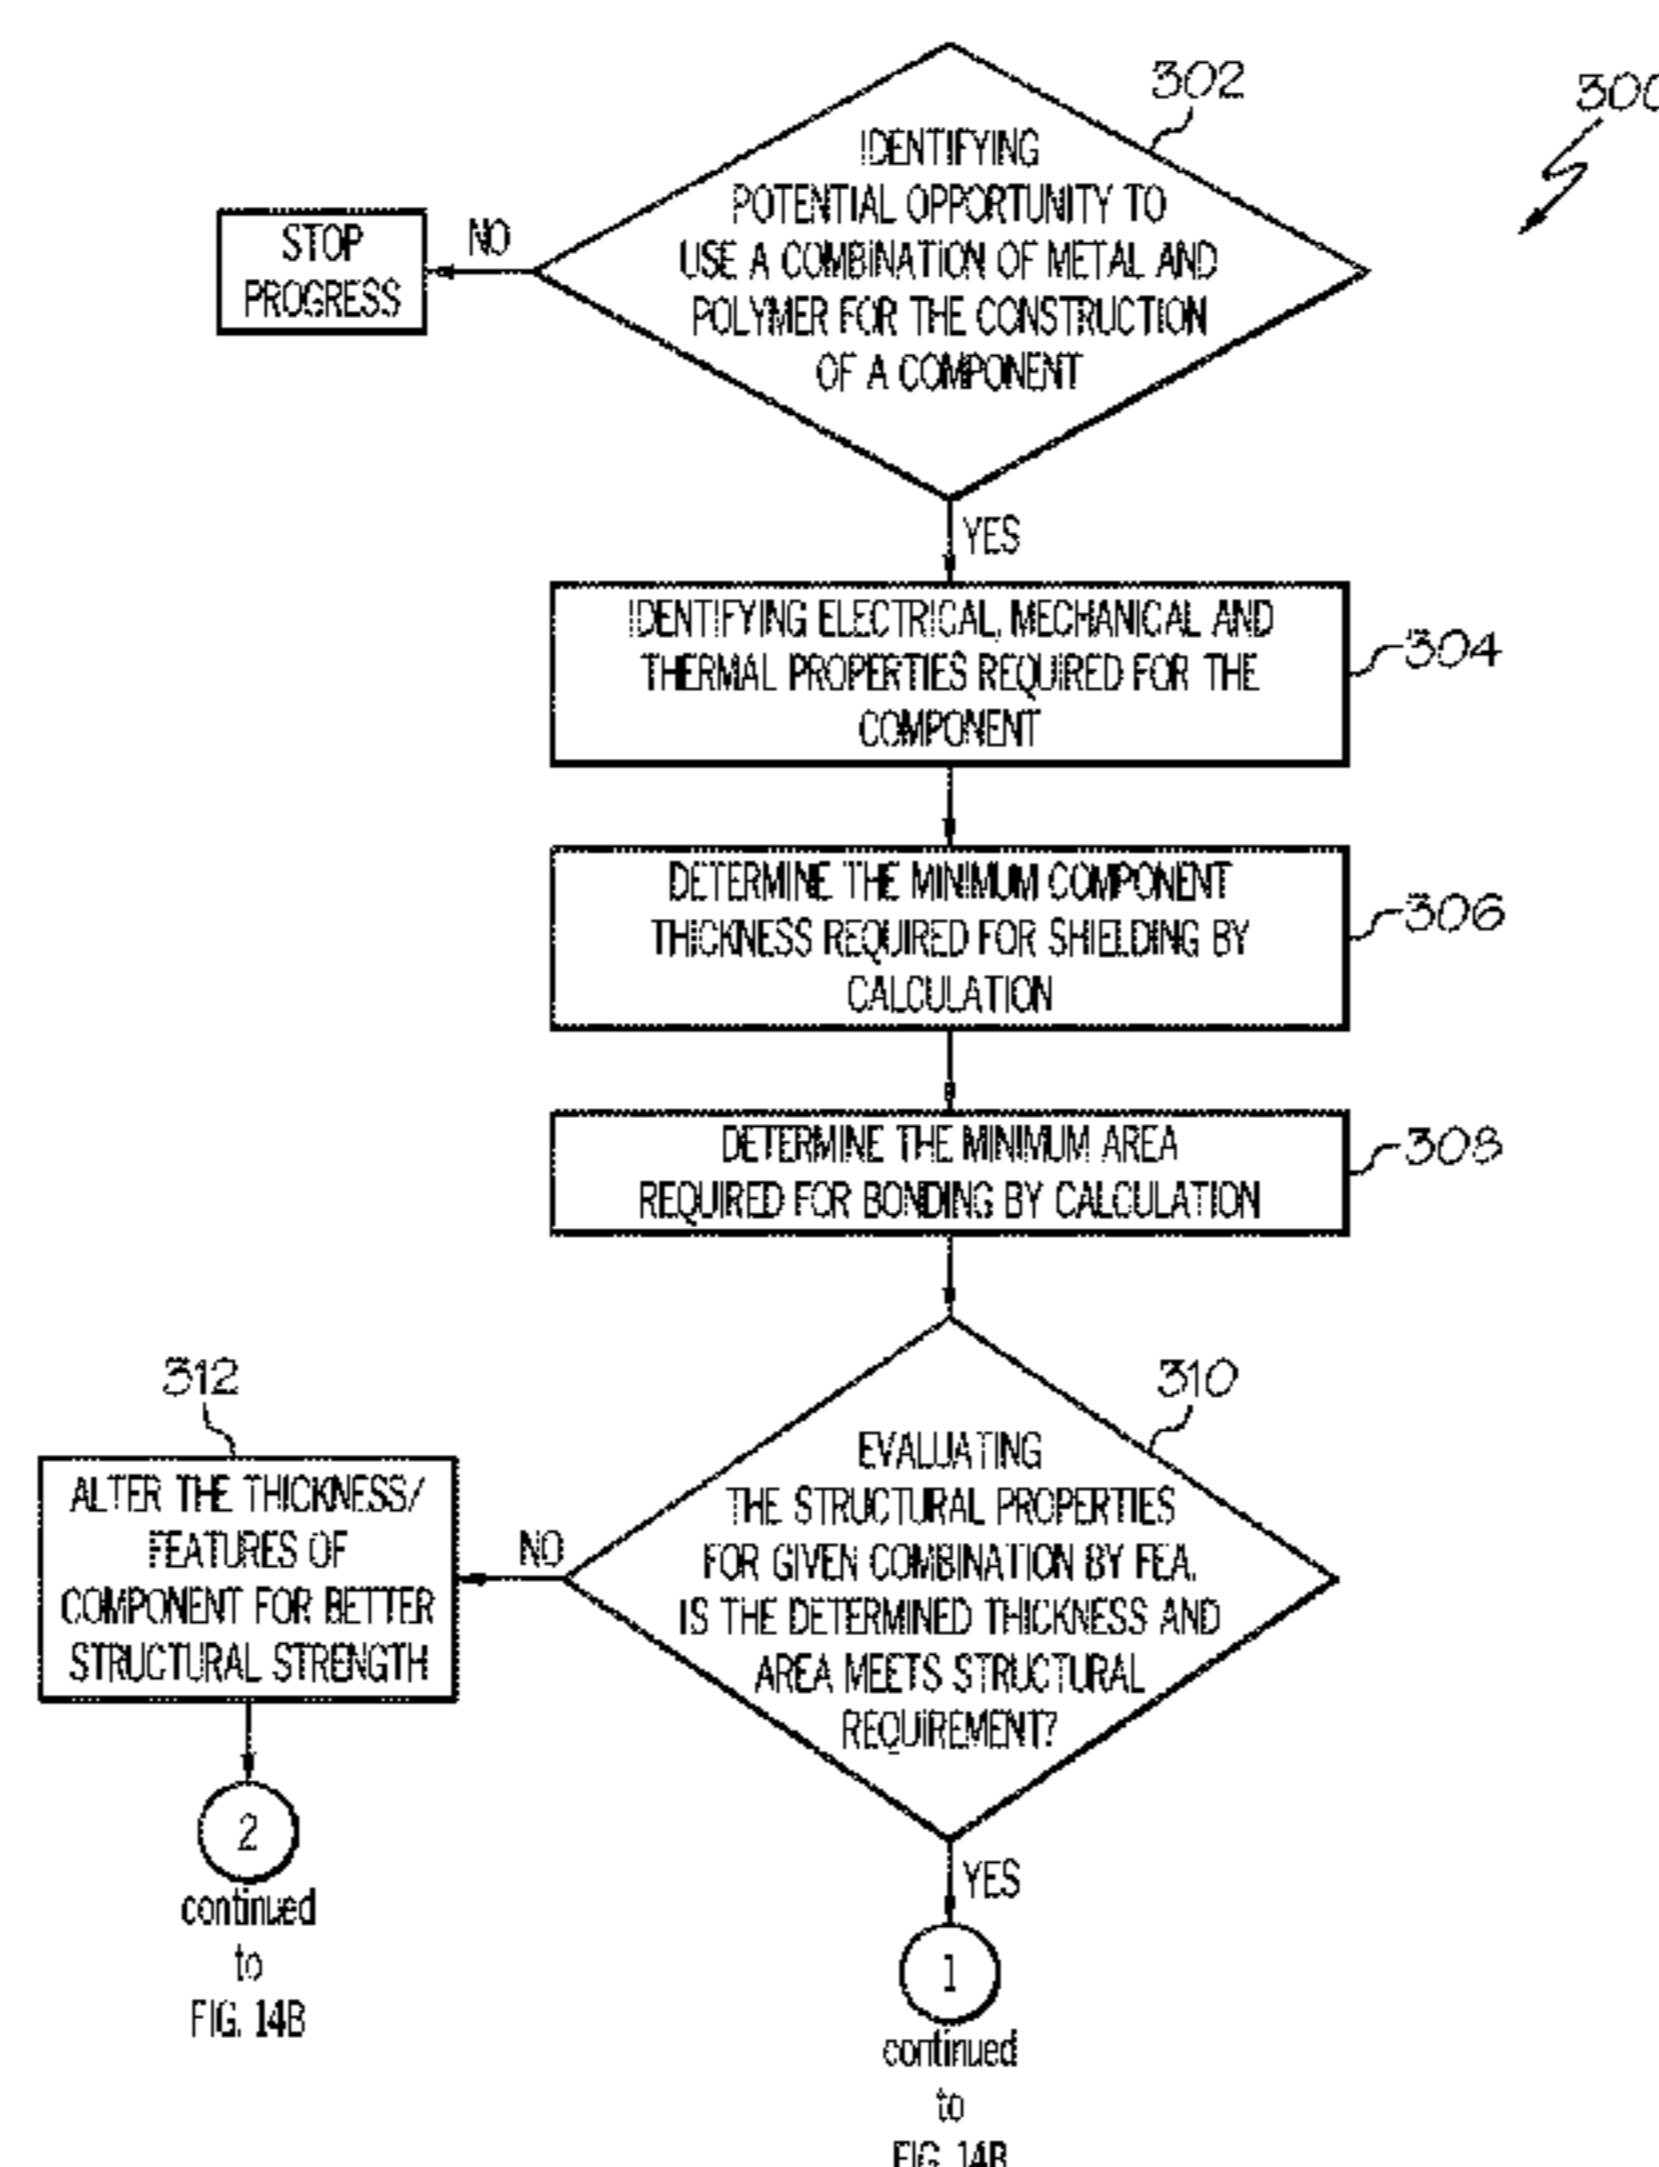 302
300
IDENTIFYING
POTENTIAL OPPORTUNITY TO
USE A COMBINATION OF METAL AND
POLYMER FOR THE CONSTRUCTION
OF A COMPONENT
NO
STOP
PROGRESS
YES
IDENTIFYING ELECTRICAL, MECHANICAL AND
THERMAL PROPERTIES REQUIRED FOR THE
COMPONENT
304
DETERMINE THE MINIMUM COMPONENT
THICKNESS REQUIRED FOR SHIELDING BY
CALCULATION
306
DETERMINE THE MINIMUM AREA
REQUIRED FOR BONDING BY CALCULATION
308
310
EVALUATING
THE STRUCTURAL PROPERTIES
FOR GIVEN COMBINATION BY FEA.
IS THE DETERMINED THICKNESS AND
AREA MEETS STRUCTURAL
REQUIREMENT?
NO
312
ALTER THE THICKNESS/
FEATURES OF
COMPONENT FOR BETTER
STRUCTURAL STRENGTH
2
continued
to
FIG. 14B
YES
1
continued
to
FIG. 14B